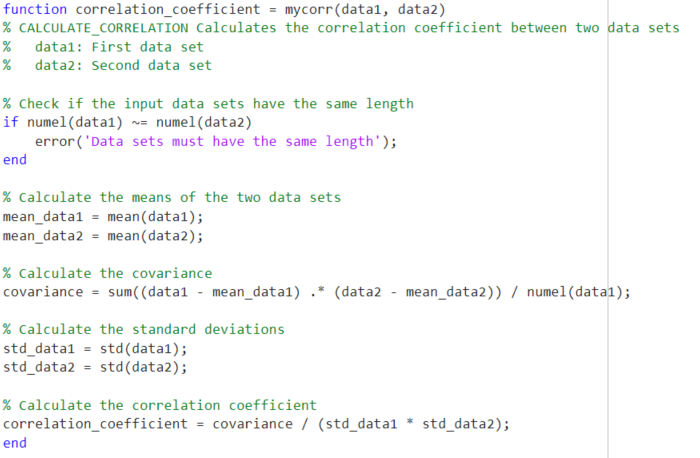 function correlation_coefficient = mycorr(data1, data2)
% CALCULATE_CORRELATION Calculates the correlation coefficient between two data sets
%   data1: First data set
%   data2: Second data set

% Check if the input data sets have the same length
if numel(data1) ~= numel(data2)
    error('Data sets must have the same length');
end

% Calculate the means of the two data sets
mean_data1 = mean(data1);
mean_data2 = mean(data2);

% Calculate the covariance
covariance = sum((data1 - mean_data1) .* (data2 - mean_data2)) / numel(data1);

% Calculate the standard deviations
std_data1 = std(data1);
std_data2 = std(data2);

% Calculate the correlation coefficient
correlation_coefficient = covariance / (std_data1 * std_data2);
end